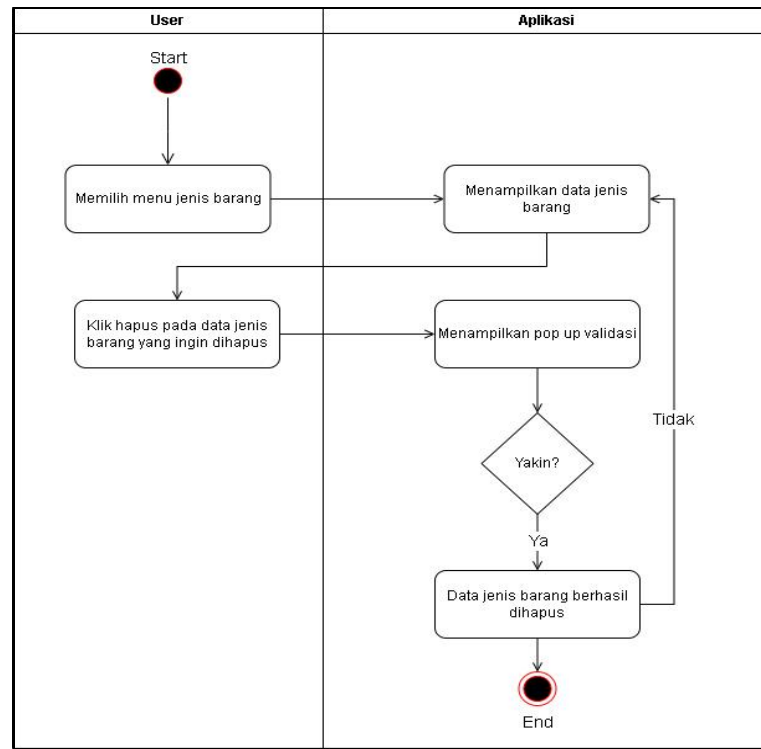 User
Aplikasi
Start
Memilih menu jenis barang
Menampilkan data jenis
barang
Klik hapus pada data jenis
barang yang ingin dihapus
Menampilkan pop up validasi
Tidak
Yakin?
Ya
Data jenis barang berhasil
dihapus
End